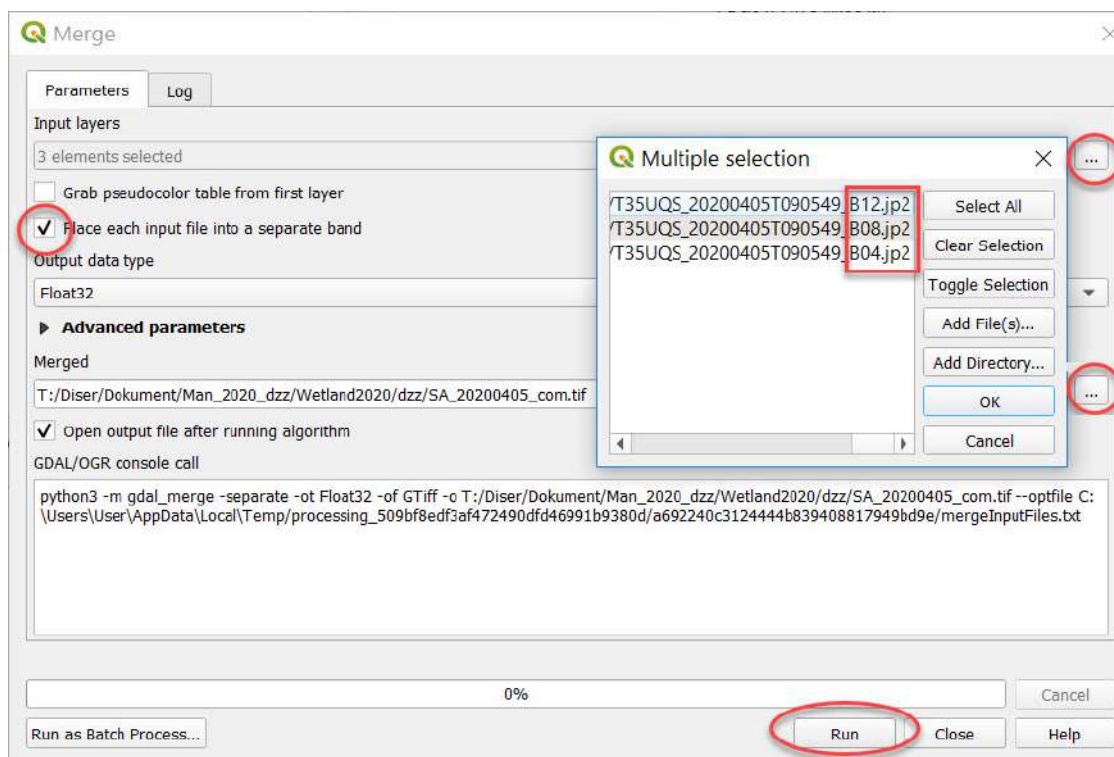 Merge
Parameters
Log
Input layers
3 elements selected
...
Grab pseudocolor table from first layer
Place each input file into a separate band
Output data type
Float32
Advanced parameters
Merged
T:/Diser/Dokument/Man_2020_dzz/Wetland2020/dzz/SA_20200405_com.tif
...
Open output file after running algorithm
GDAL/OGR console call
python3 -m gdal_merge -separate -ot Float32 -of GTiff -o T:/Diser/Dokument/Man_2020_dzz/Wetland2020/dzz/SA_20200405_com.tif --optfile C:
\Users\User\AppData\Local\Temp/processing_509bf8edf3af472490dfd46991b9380d/a692240c3124444b839408817949bd9e/mergeInputFiles.txt
Multiple selection
/T35UQS_20200405T090549_B12.jp2
/T35UQS_20200405T090549_B08.jp2
/T35UQS_20200405T090549_B04.jp2
Select All
Clear Selection
Toggle Selection
Add File(s)...
Add Directory...
OK
Cancel
0%
Cancel
Run as Batch Process...
Run
Close
Help